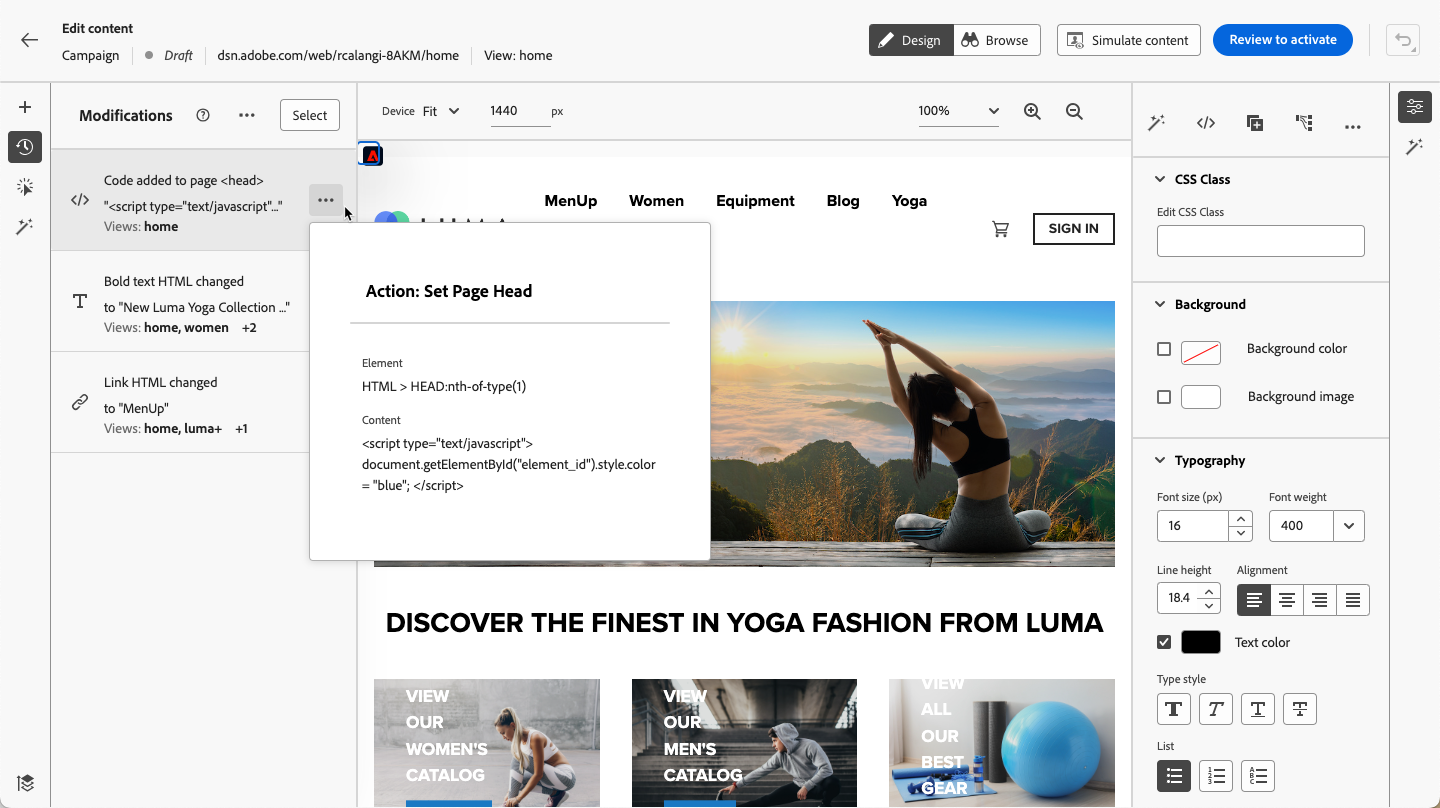 Edit content
Campaign
Draft
dsn.adobe.com/web/rcalangi-8AKM/home
View: home
Design
Browse
Simulate content
Review to activate
Modifications
Select
Code added to page <head>
"<script type="text/javascript"..."
Views: home
Bold text HTML changed
to "New Luma Yoga Collection ..."
Views: home, women +2
Link HTML changed
to "MenUp"
Views: home, luma+ +1
Device Fit
1440 px
100%
MenUp Women Equipment Blog Yoga
SIGN IN
Action: Set Page Head
Element
HTML > HEAD:nth-of-type(1)
Content
<script type="text/javascript">
document.getElementById("element_id").style.color
= "blue"; </script>
DISCOVER THE FINEST IN YOGA FASHION FROM LUMA
VIEW
OUR
WOMEN'S
CATALOG
VIEW
OUR
MEN'S
CATALOG
VIEW
ALL
OUR
BEST
GEAR
CSS Class
Edit CSS Class
Background
Background color
Background image
Typography
Font size (px) Font weight
16 400
Line height Alignment
18.4
Text color
Type style
List